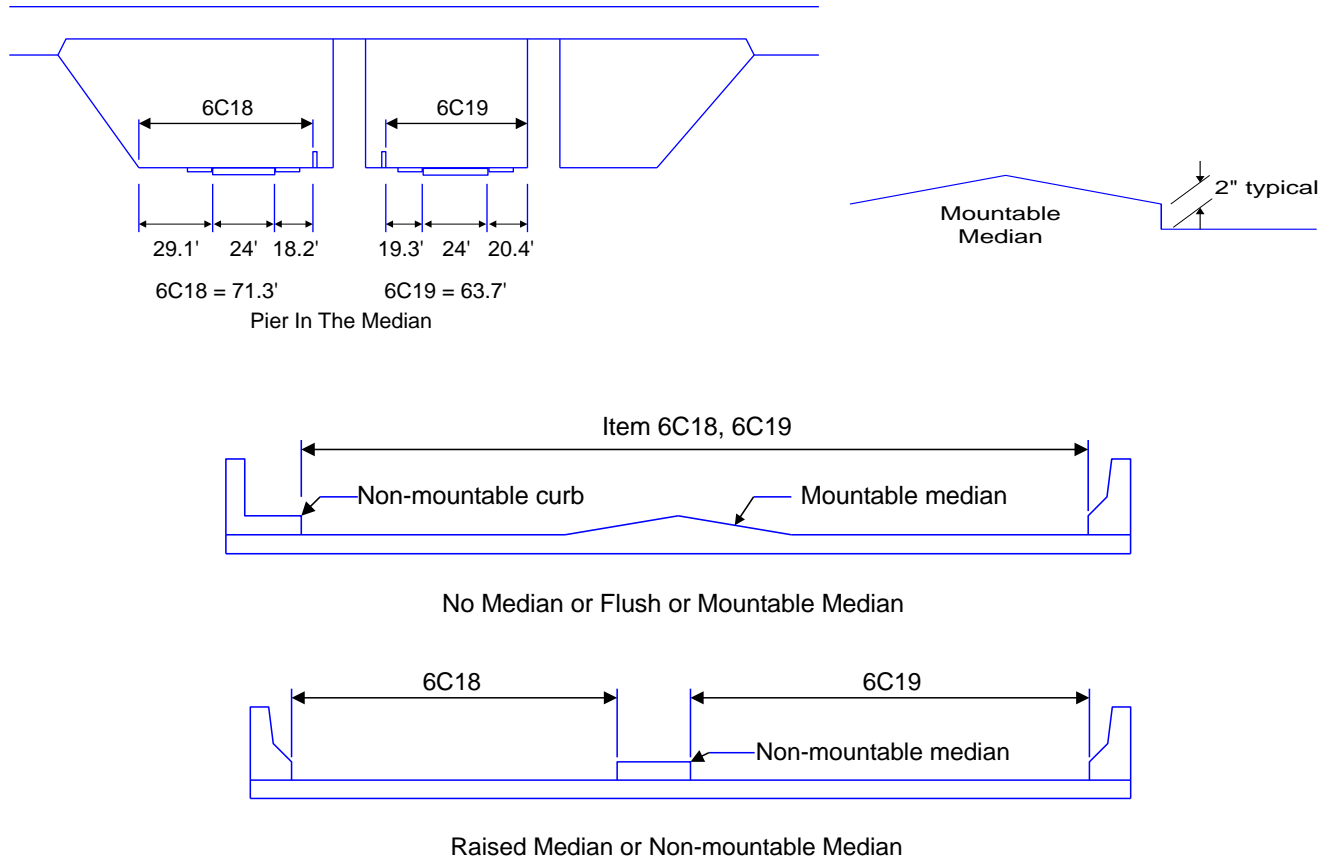 6C18
6C19
29.1'
24'
18.2'
19.3'
24'
20.4'
6C18 = 71.3'
6C19 = 63.7'
Pier In The Median
2" typical
Mountable
Median
Item 6C18, 6C19
Non-mountable curb
Mountable median
No Median or Flush or Mountable Median
6C18
6C19
Non-mountable median
Raised Median or Non-mountable Median